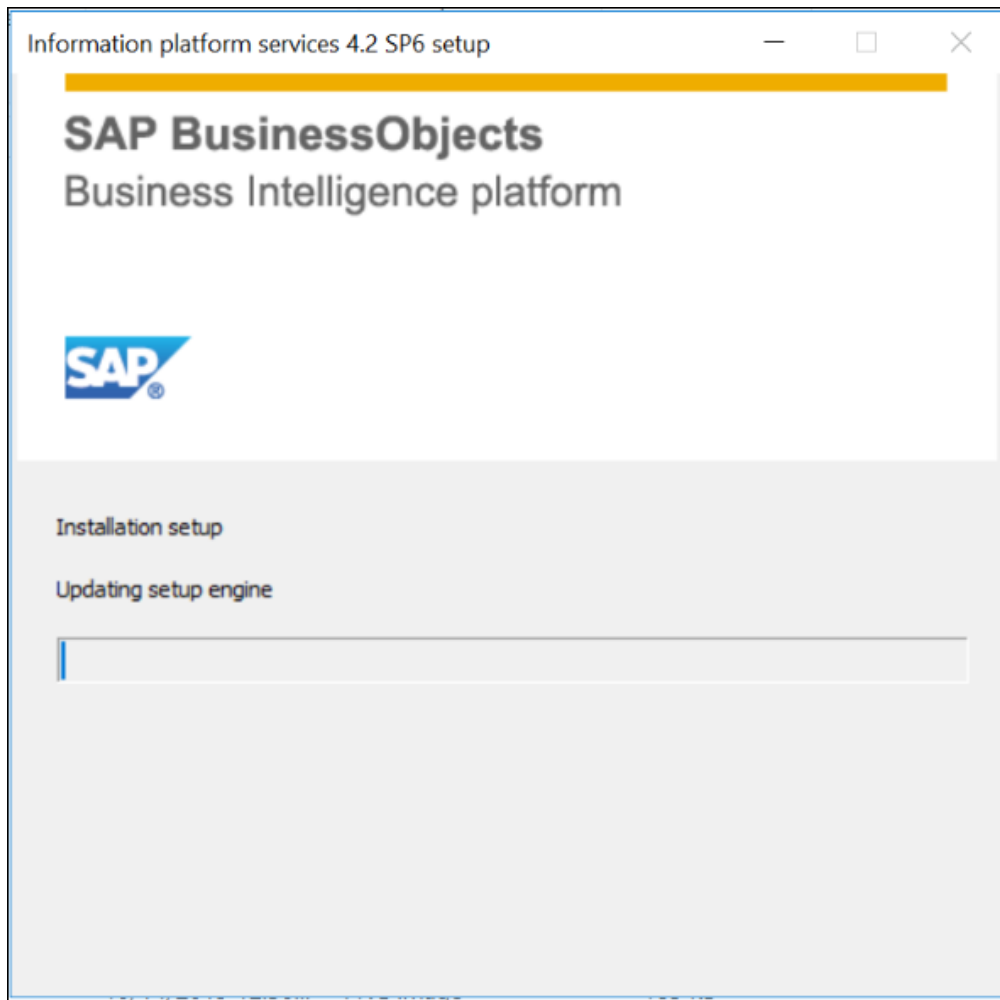 Information platform services 4.2 SP6 setup
SAP BusinessObjects
Business Intelligence platform
SAP®
Installation setup
Updating setup engine